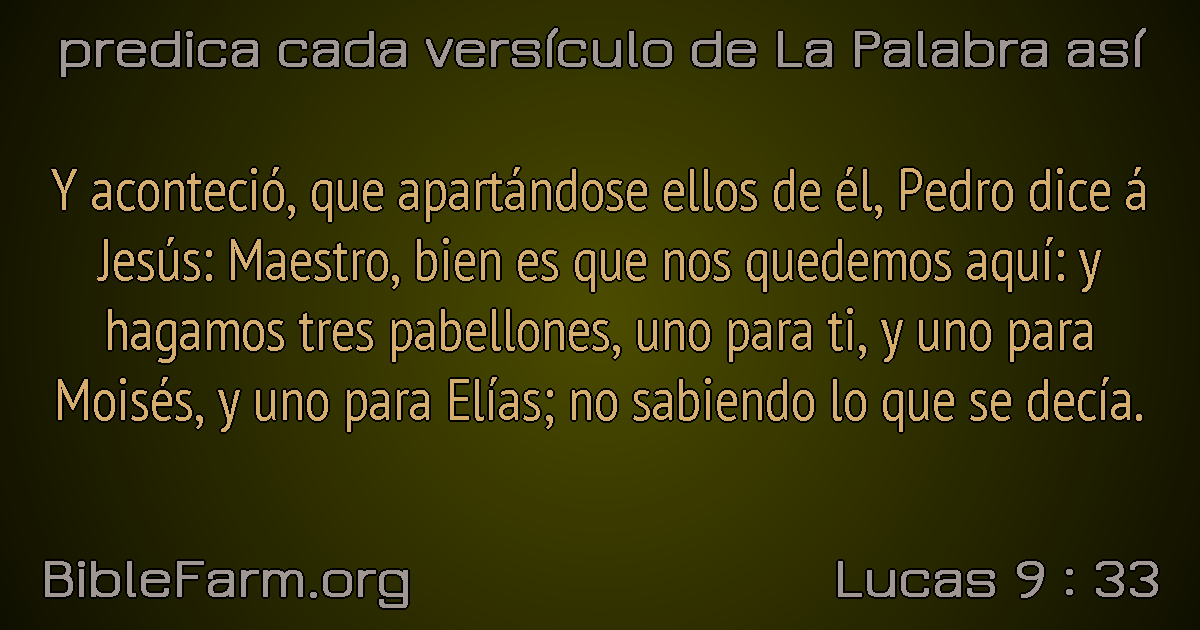 predica cada versículo de La Palabra así
Y aconteció, que apartándose ellos de él, Pedro dice á
Jesús: Maestro, bien es que nos quedemos aquí: y
hagamos tres pabellones, uno para ti, y uno para
Moisés, y uno para Elías; no sabiendo lo que se decía.
BibleFarm.org
Lucas 9 : 33